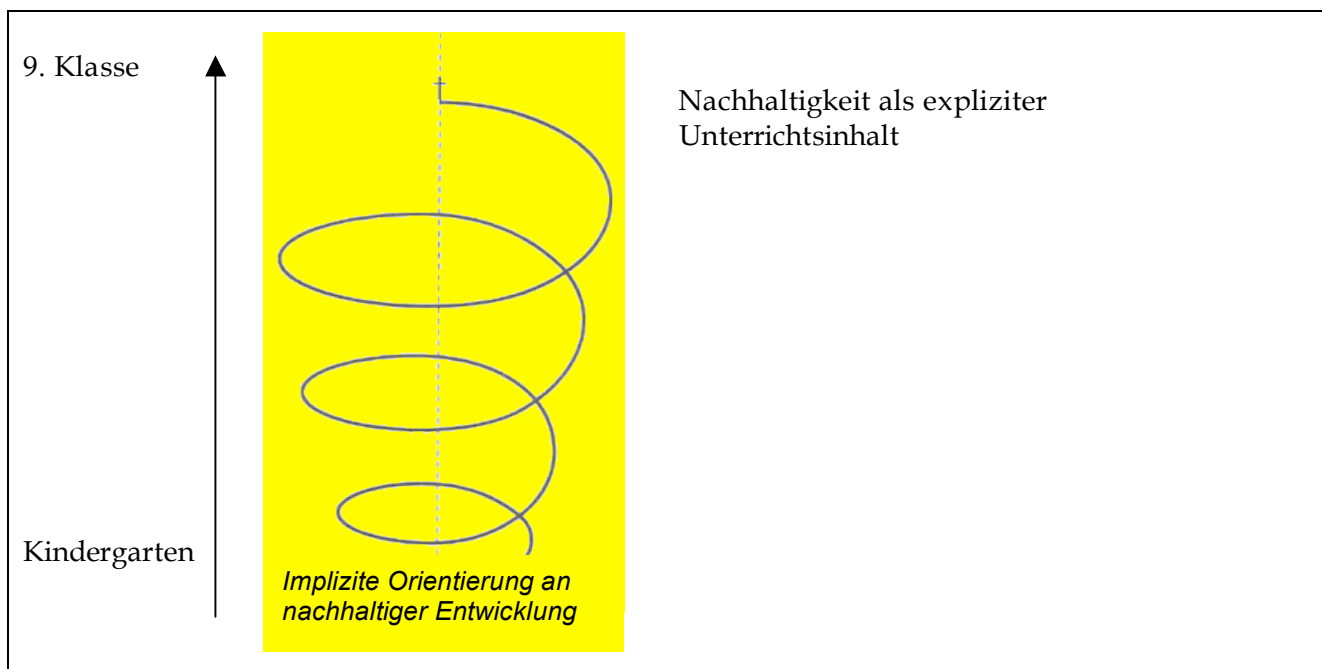 9. Klasse
Nachhaltigkeit als expliziter
Unterrichtsinhalt
Kindergarten
Implizite Orientierung an
nachhaltiger Entwicklung